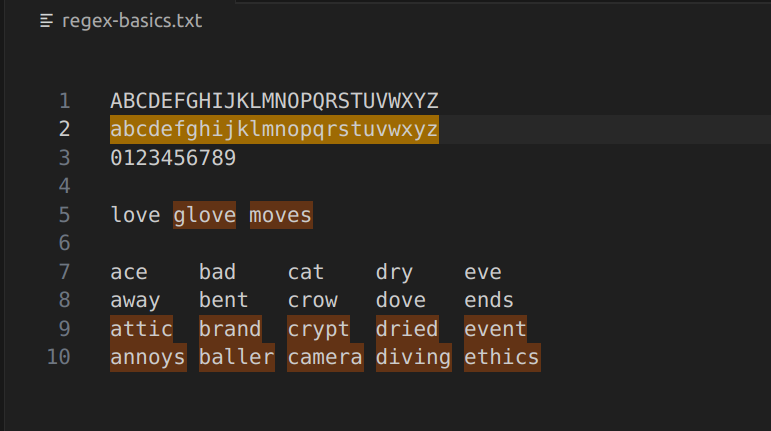 regex-basics.txt
1 ABCDEFGHIJKLMNOPQRSTUVWXYZ
2 abcdefghijklmnopqrstuvwxyz
3 0123456789
4
5 love glove moves
6
7 ace bad cat dry eve
8 away bent crow dove ends
9 attic brand crypt dried event
10 annoys baller camera diving ethics